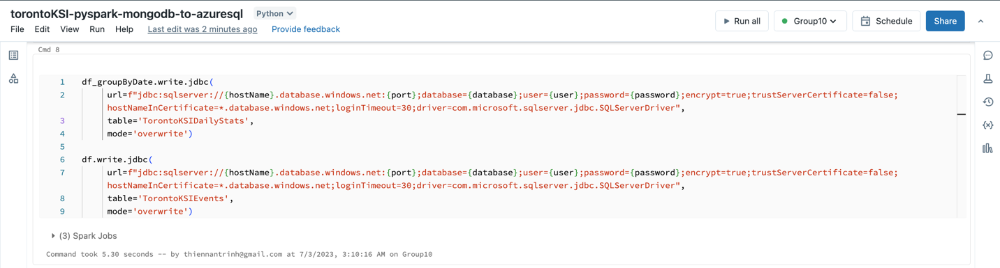 torontoKSI-pyspark-mongodb-to-azuresql Python
File Edit View Run Help Last edit was 2 minutes ago Provide feedback
Run all Group10 Schedule Share
Cmd 8
1 df_groupByDate.write.jdbc(
2 url=f"jdbc:sqlserver://{hostName}.database.windows.net:{port};database={database};user={user};password={password};encrypt=true;trustServerCertificate=false;
hostNameInCertificate=*.database.windows.net;loginTimeout=30;driver=com.microsoft.sqlserver.jdbc.SQLServerDriver",
3 table='TorontoKSIDailyStats',
4 mode='overwrite')
5
6 df.write.jdbc(
7 url=f"jdbc:sqlserver://{hostName}.database.windows.net:{port};database={database};user={user};password={password};encrypt=true;trustServerCertificate=false;
hostNameInCertificate=*.database.windows.net;loginTimeout=30;driver=com.microsoft.sqlserver.jdbc.SQLServerDriver",
8 table='TorontoKSIEvents',
9 mode='overwrite')
(3) Spark Jobs
Command took 5.30 seconds -- by thiennantrinh@gmail.com at 7/3/2023, 3:10:16 AM on Group10